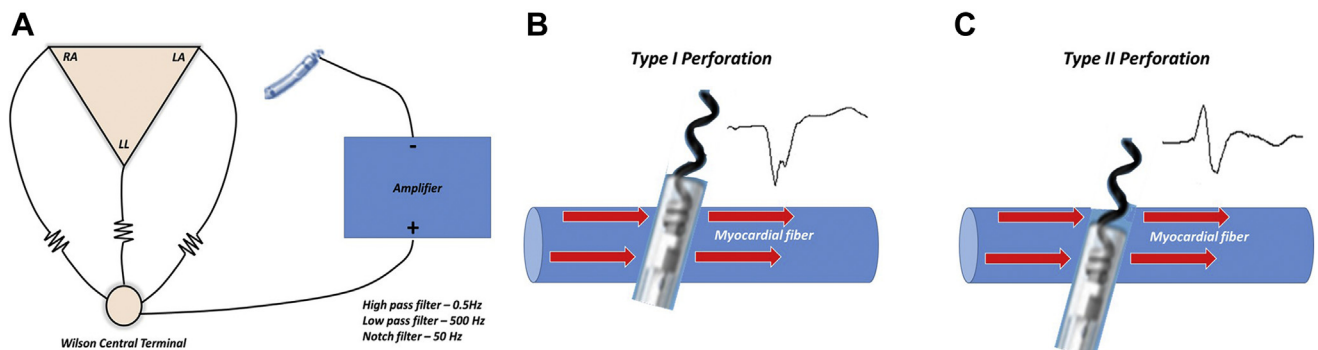 A
RA
LA
LL
-
Amplifier
+
High pass filter – 0.5Hz
Low pass filter – 500 Hz
Notch filter – 50 Hz
Wilson Central Terminal
B
Type I Perforation
Myocardial fiber
C
Type II Perforation
Myocardial fiber